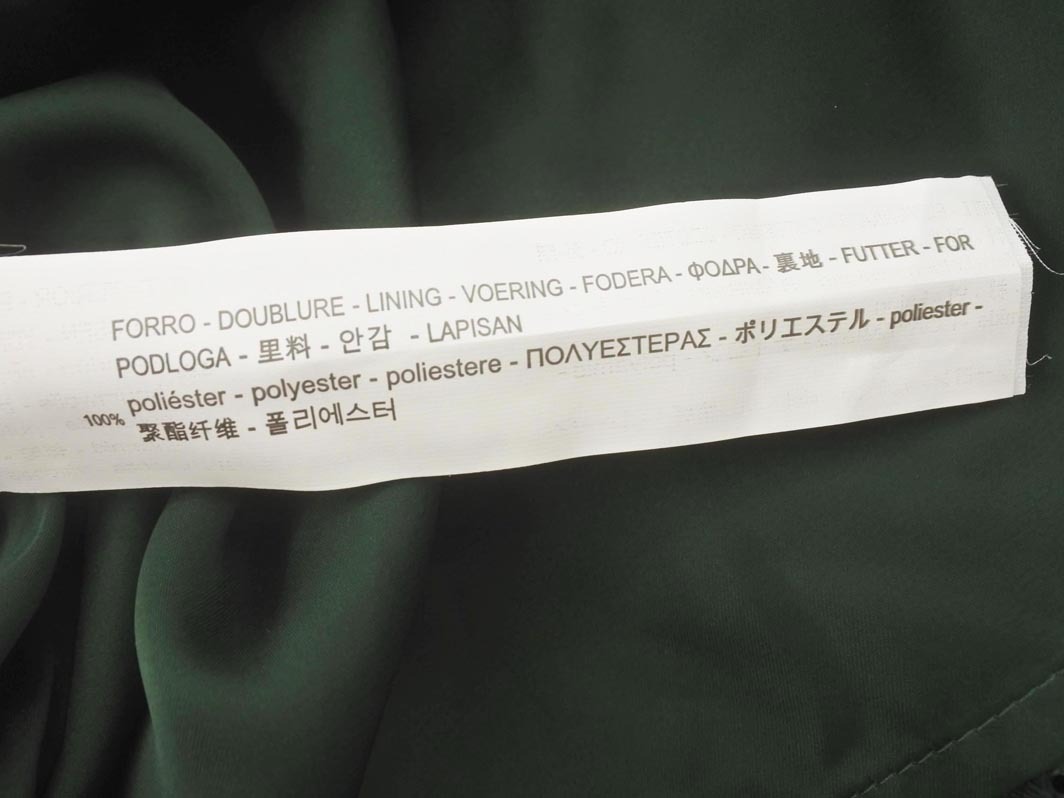 FORRO - DOUBLURE - LINING - VOERING - FODERA - ΦΟΔΡΑ - 裏地 - FUTTER - FOR
PODLOGA - 里料 - 안감 - LAPISAN
100% poliéster - polyester - poliestere - ΠΟΛΥΕΣΤΕΡΑΣ - ポリエステル - poliester -
聚酯纤维 - 폴리에스터